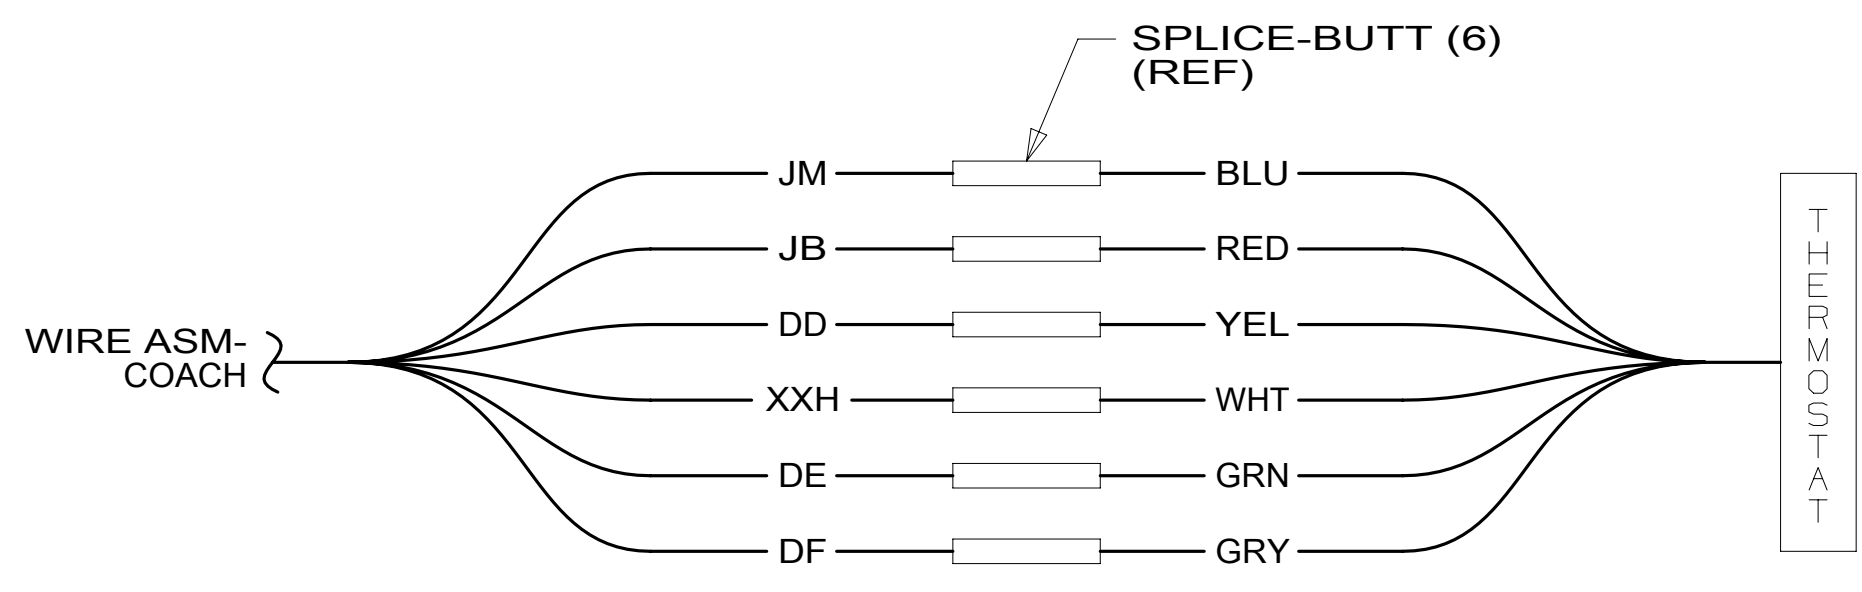 SPLICE-BUTT (6)
(REF)
JM BLU
JB RED
DD YEL
WIRE ASM-
COACH
XXH WHT
DE GRN
DF GRY
THERMOSTAT